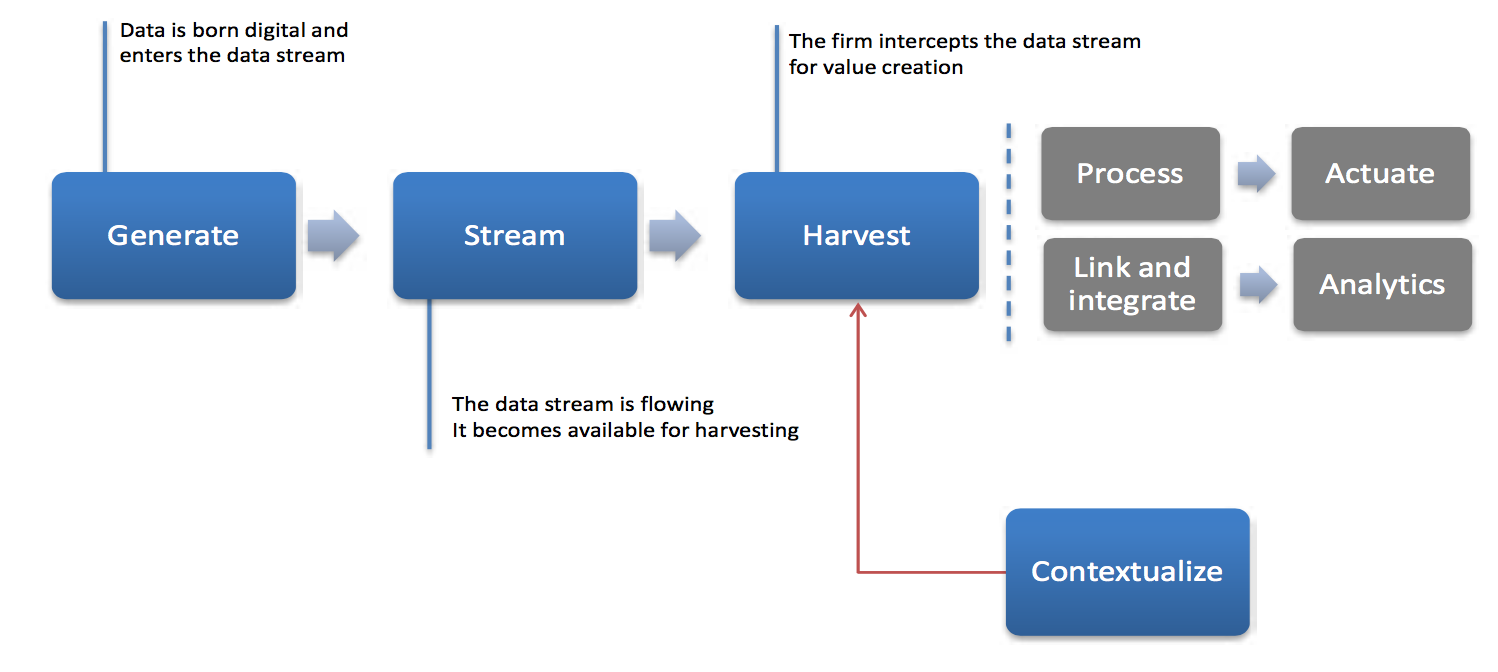 Data is born digital and
enters the data stream
The firm intercepts the data stream
for value creation
Generate
Stream
Harvest
Process
Actuate
Link and
integrate
Analytics
The data stream is flowing
It becomes available for harvesting
Contextualize